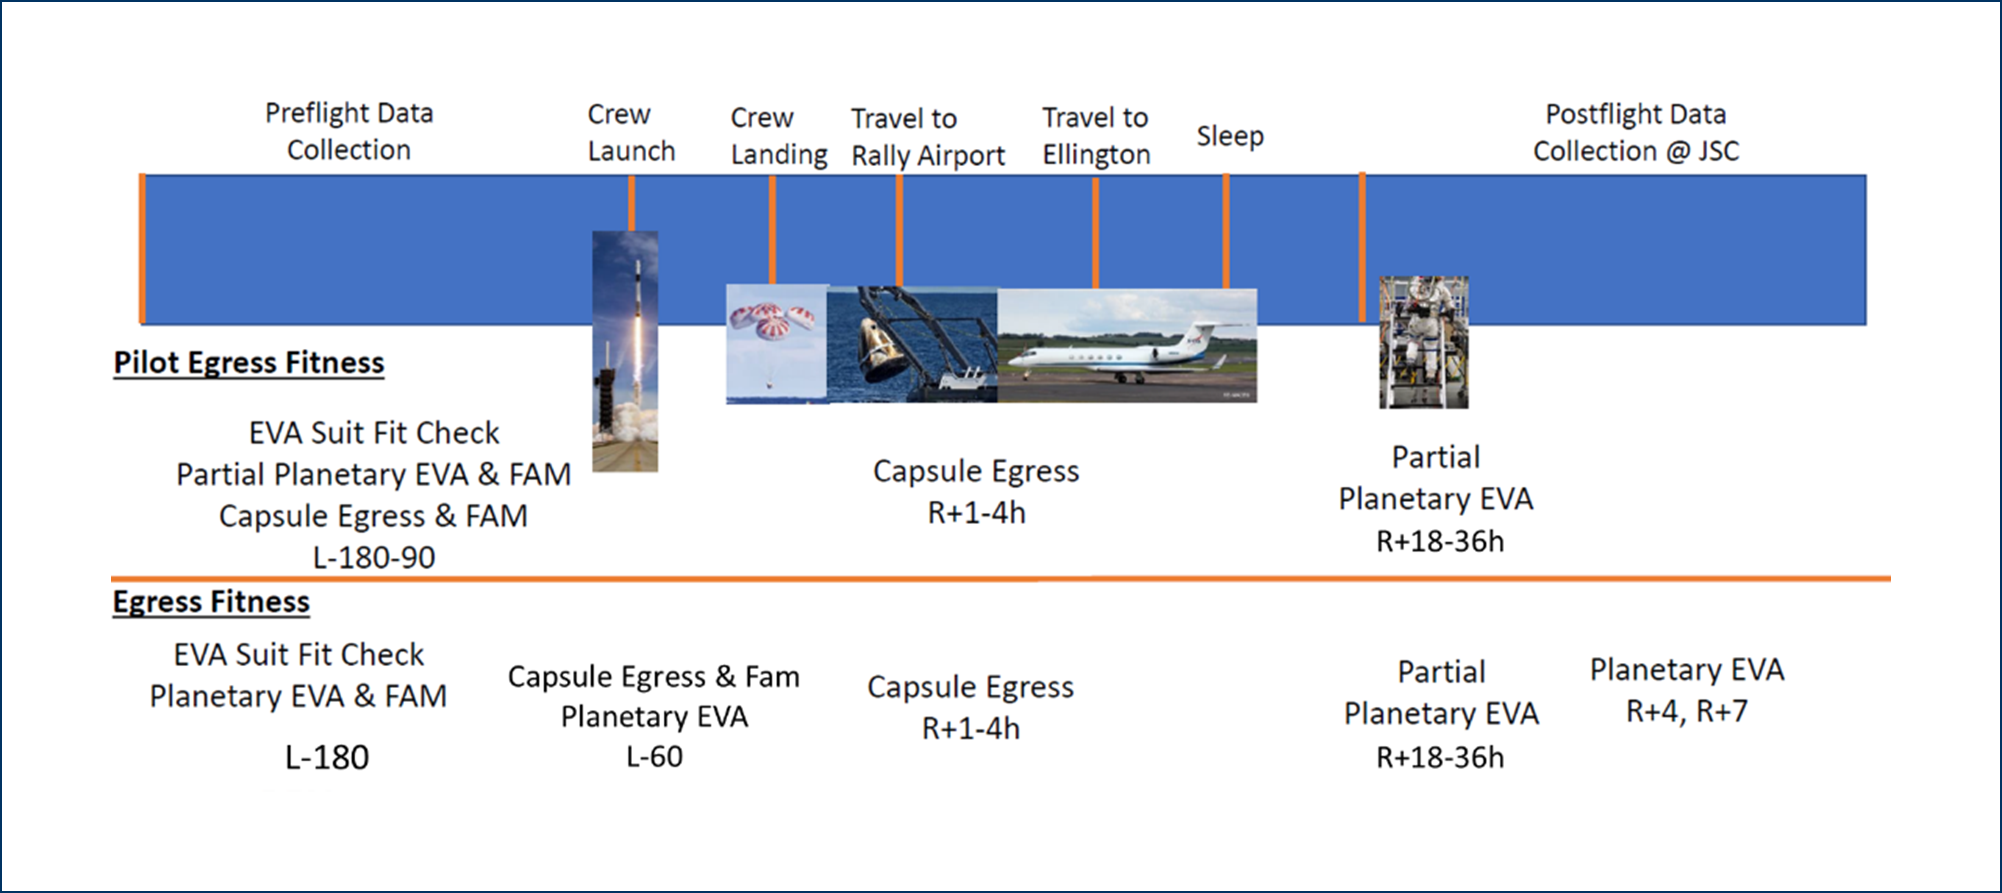 Preflight Data
Collection
Crew
Launch
Crew
Landing
Travel to
Rally Airport
Travel to
Ellington
Sleep
Postflight Data
Collection @ JSC
Pilot Egress Fitness
EVA Suit Fit Check
Partial Planetary EVA & FAM
Capsule Egress & FAM
L-180-90
Capsule Egress
R+1-4h
Partial
Planetary EVA
R+18-36h
Egress Fitness
EVA Suit Fit Check
Planetary EVA & FAM
L-180
Capsule Egress & Fam
Planetary EVA
L-60
Capsule Egress
R+1-4h
Partial
Planetary EVA
R+18-36h
Planetary EVA
R+4, R+7